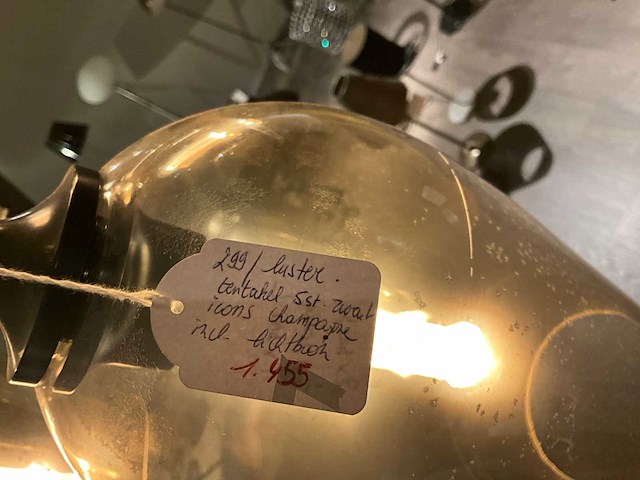 299/ luster.
tentakel 5st. zwart
icons champagne
incl. lichtbron
1.455